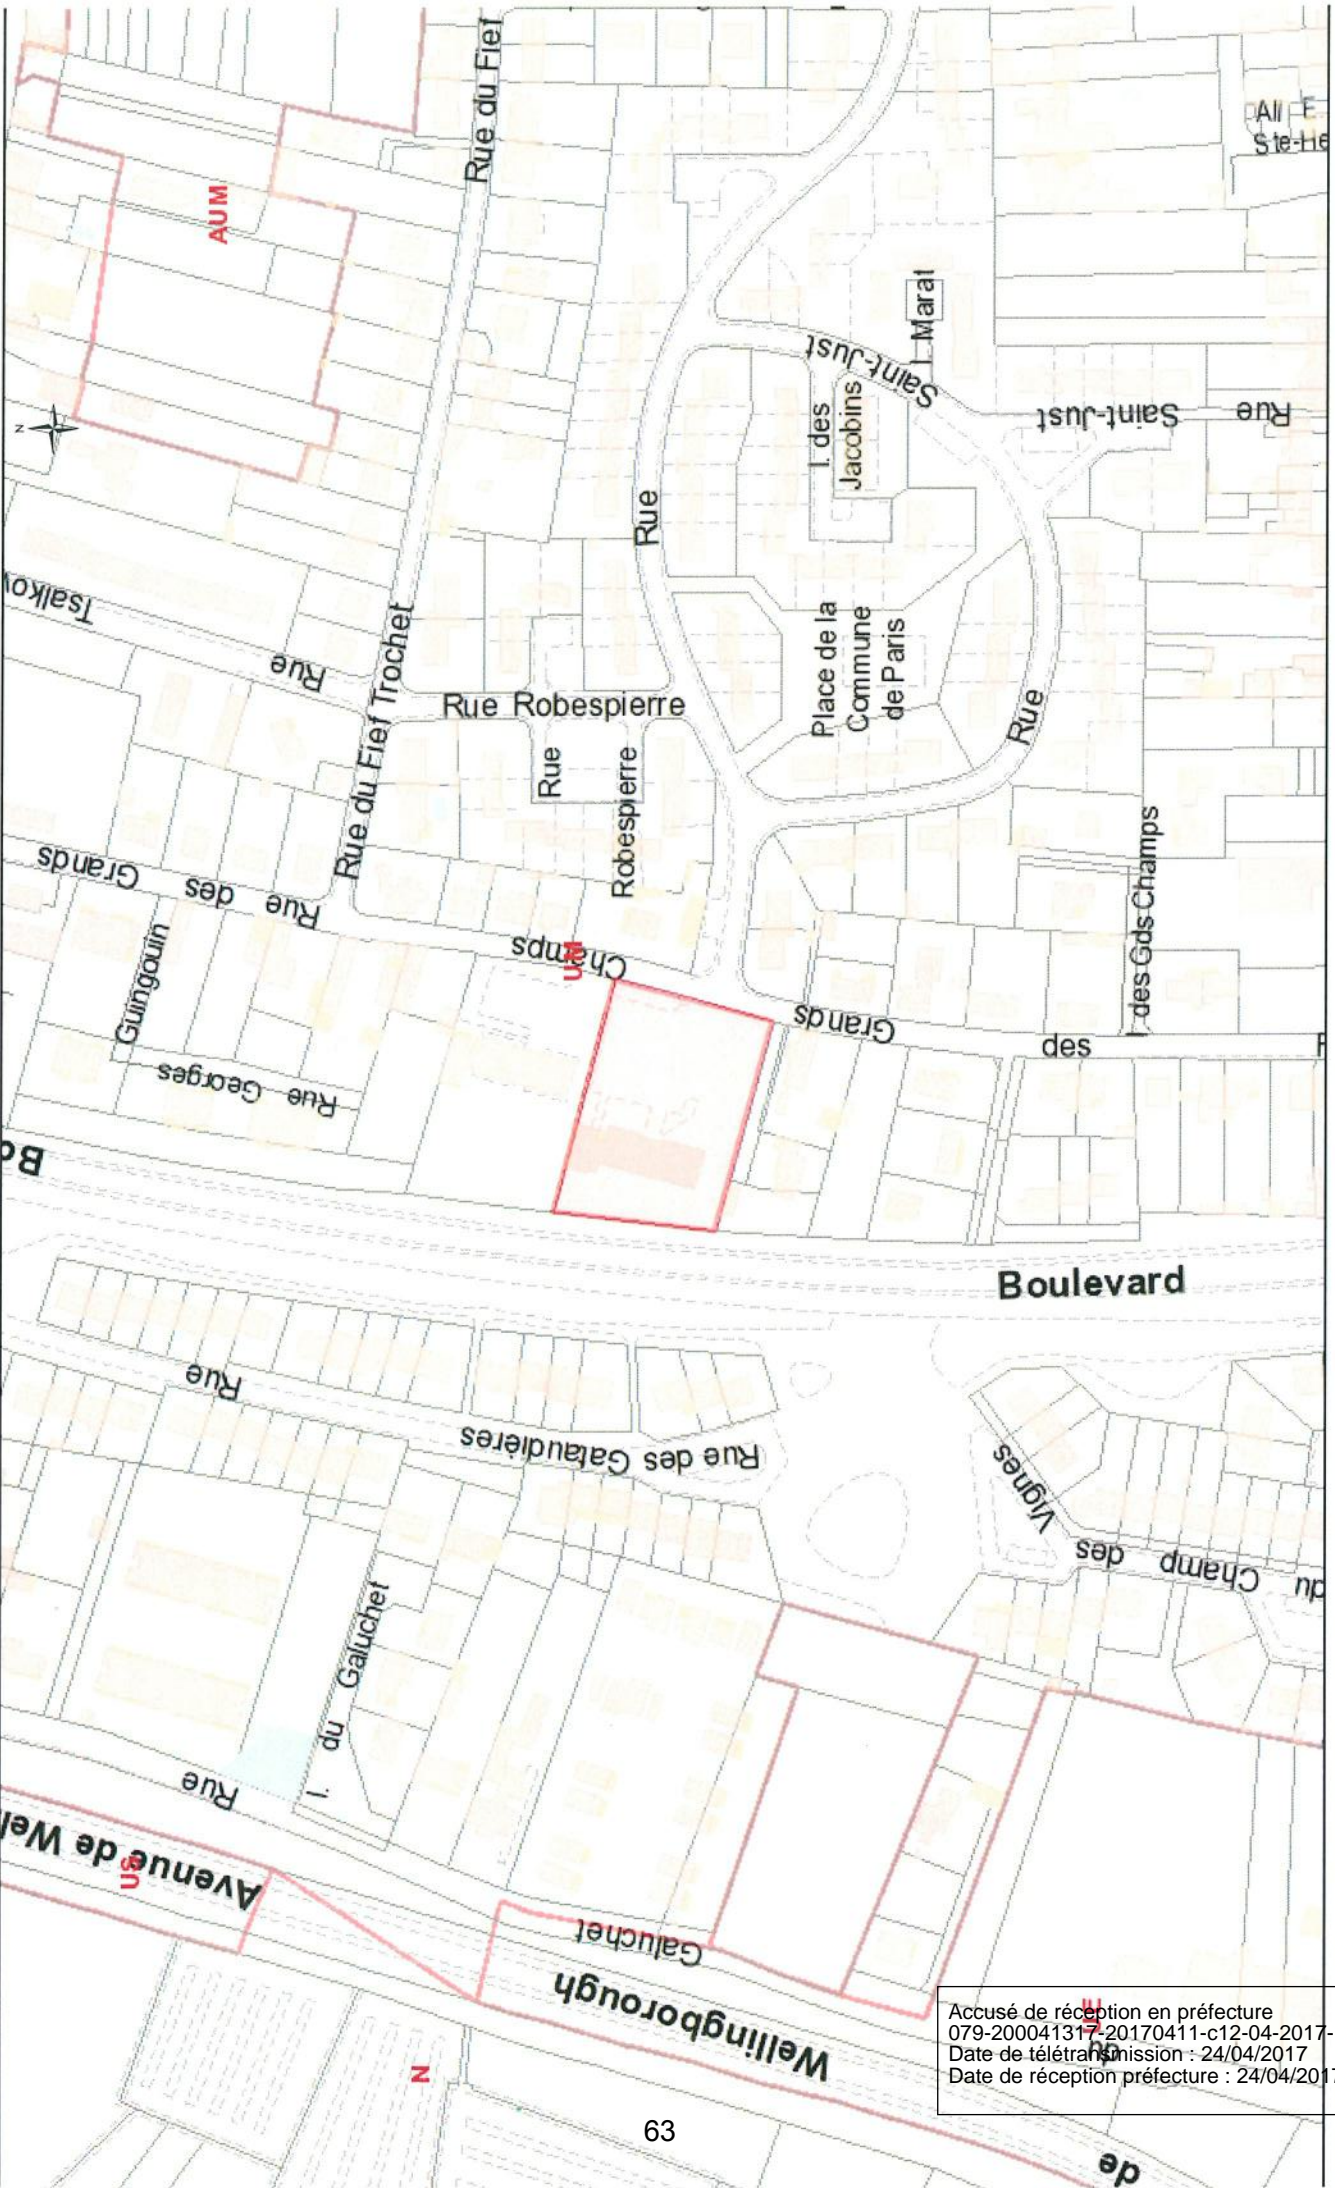 Rue du Fief
AUM
All E
Ste-He
z
I. Marat
Saint-Just
I. des
Jacobins
Rue Saint-Just
Rue
Tsalkov
Rue
Rue du Fief Trochet
Rue Robespierre
Place de la
Commune
de Paris
Rue
Rue
Robespierre
Rue des Grands
Champs
UM
I. des Gds Champs
Guingouin
Rue Georges
Grands
des
Bo
Boulevard
Rue
Rue des Gataudières
Vignes
du Champ des
I. du Galuchet
Rue
Avenue de Wel
US
Galuchet
Wellingborough
N
UE
du
de
Accusé de réception en préfecture
079-200041317-20170411-c12-04-2017-
Date de télétransmission : 24/04/2017
Date de réception préfecture : 24/04/2017
63